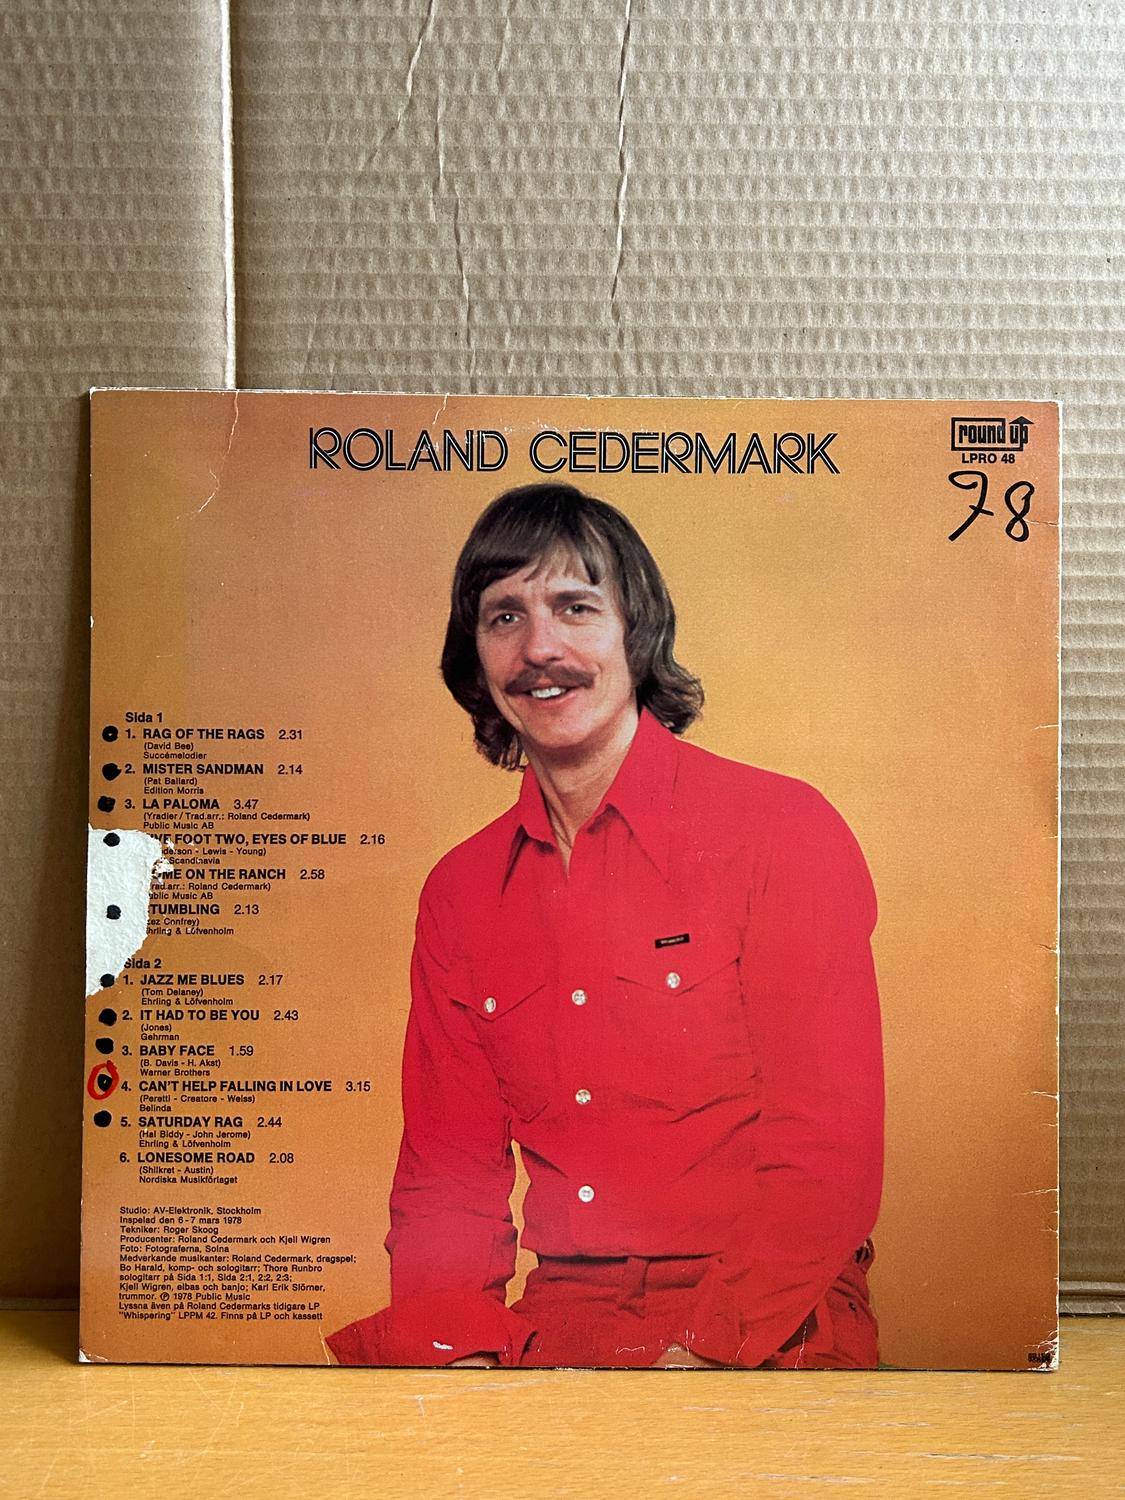 ROLAND CEDERMARK
round up
LPRO 48
78
Sida 1
1. RAG OF THE RAGS 2.31
(David Bee)
Succémelodier
2. MISTER SANDMAN 2.14
(Pat Ballard)
Edition Morris
3. LA PALOMA 3.47
(Yradier / Trad.arr.: Roland Cedermark)
Public Music AB
FOOT TWO, EYES OF BLUE 2.16
- Lewis - Young)
Scandinavia
ON THE RANCH 2.58
Roland Cedermark)
Music AB
TUMBLING 2.13
Confrey)
& Löfvenholm
Sida 2
1. JAZZ ME BLUES 2.17
(Tom Delaney)
Ehrling & Löfvenholm
2. IT HAD TO BE YOU 2.43
(Jones)
Gehrman
3. BABY FACE 1.59
(B. Davis - H. Akst)
Warner Brothers
4. CAN'T HELP FALLING IN LOVE 3.15
(Peretti - Creatore - Weiss)
Belinda
5. SATURDAY RAG 2.44
(Hal Biddy - John Jerome)
Ehrling & Löfvenholm
6. LONESOME ROAD 2.08
(Shilkret - Austin)
Nordiska Musikförlaget
Studio: AV-Elektronik, Stockholm
Inspelad den 6 - 7 mars 1978
Tekniker: Roger Skoog
Producenter: Roland Cedermark och Kjell Wigren
Foto: Fotograferna, Solna
Medverkande musikanter: Roland Cedermark, dragspel;
Bo Harald, komp- och sologitarr; Thore Runbro
sologitarr på Sida 1:1, Sida 2:1, 2:2, 2:3;
Kjell Wigren, elbas och banjo; Karl Erik Slörner,
trummor. ℗ 1978 Public Music
Lyssna även på Roland Cedermarks tidigare LP
"Whispering" LPPM 42. Finns på LP och kassett